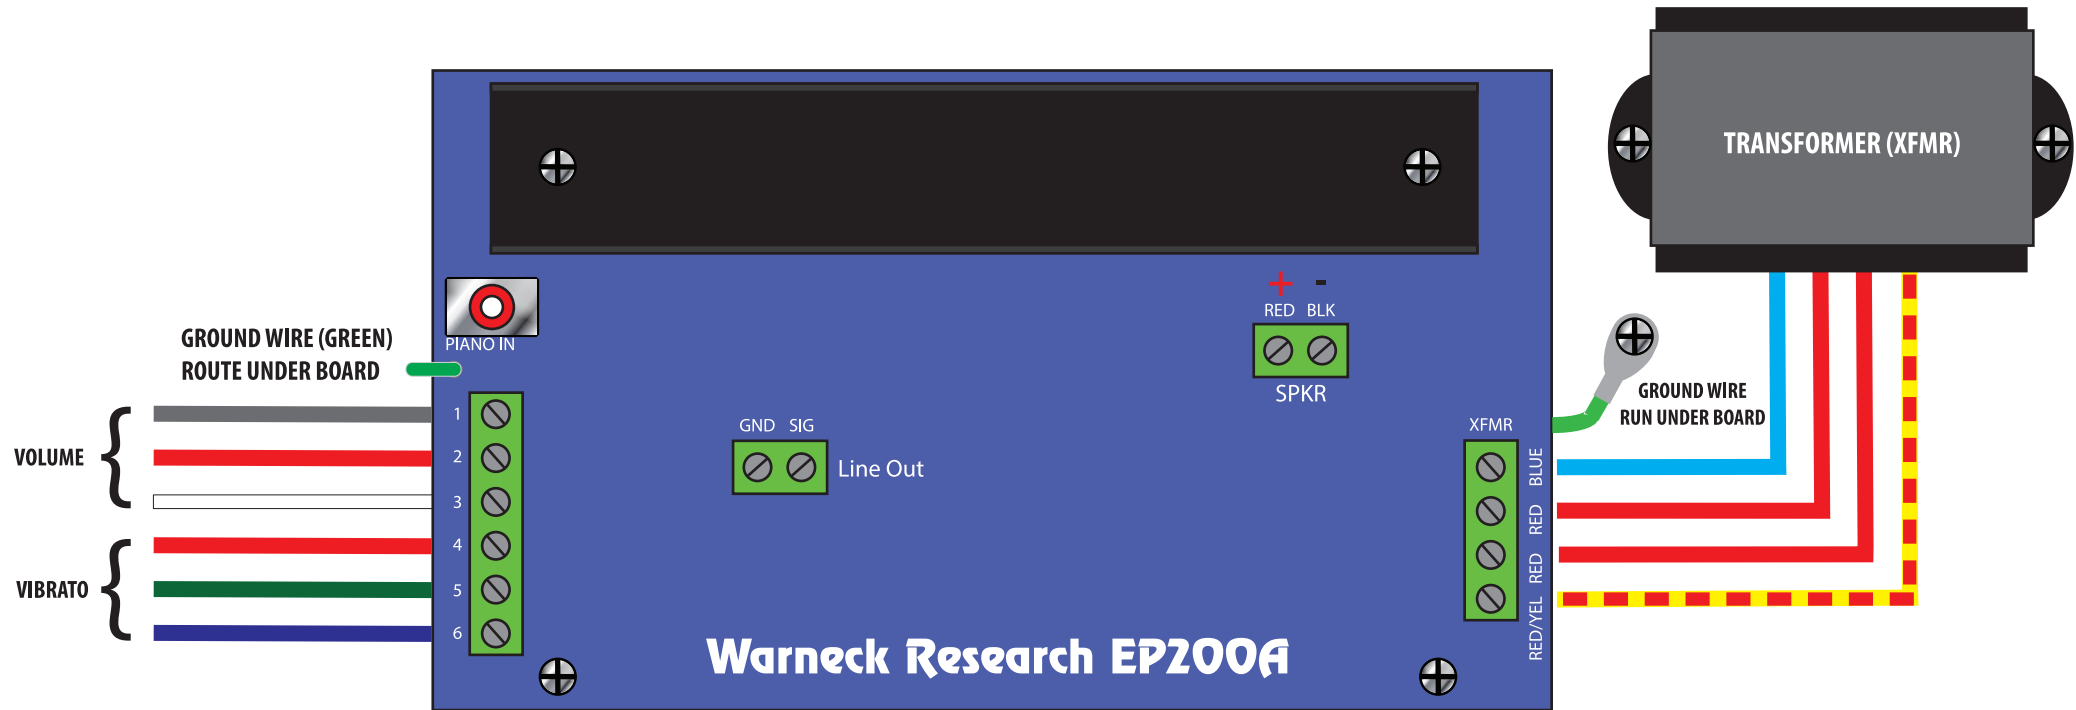 TRANSFORMER (XFMR)
+ -
RED BLK
SPKR
PIANO IN
GROUND WIRE (GREEN)
ROUTE UNDER BOARD
VOLUME
1
2
3
VIBRATO
4
5
6
GND SIG
Line Out
GROUND WIRE
RUN UNDER BOARD
XFMR
BLUE
RED
RED
RED/YEL
Warneck Research EP200A